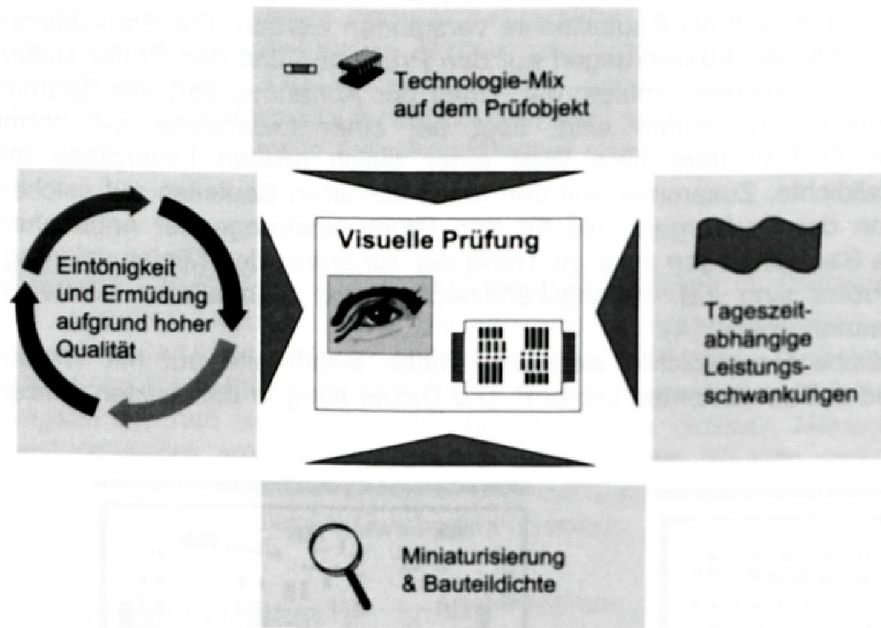 Technologie-Mix
auf dem Prüfobjekt
Visuelle Prüfung
Eintönigkeit
und Ermüdung
aufgrund hoher
Qualität
Tageszeit-
abhängige
Leistungs-
schwankungen
Miniaturisierung
& Bauteildichte